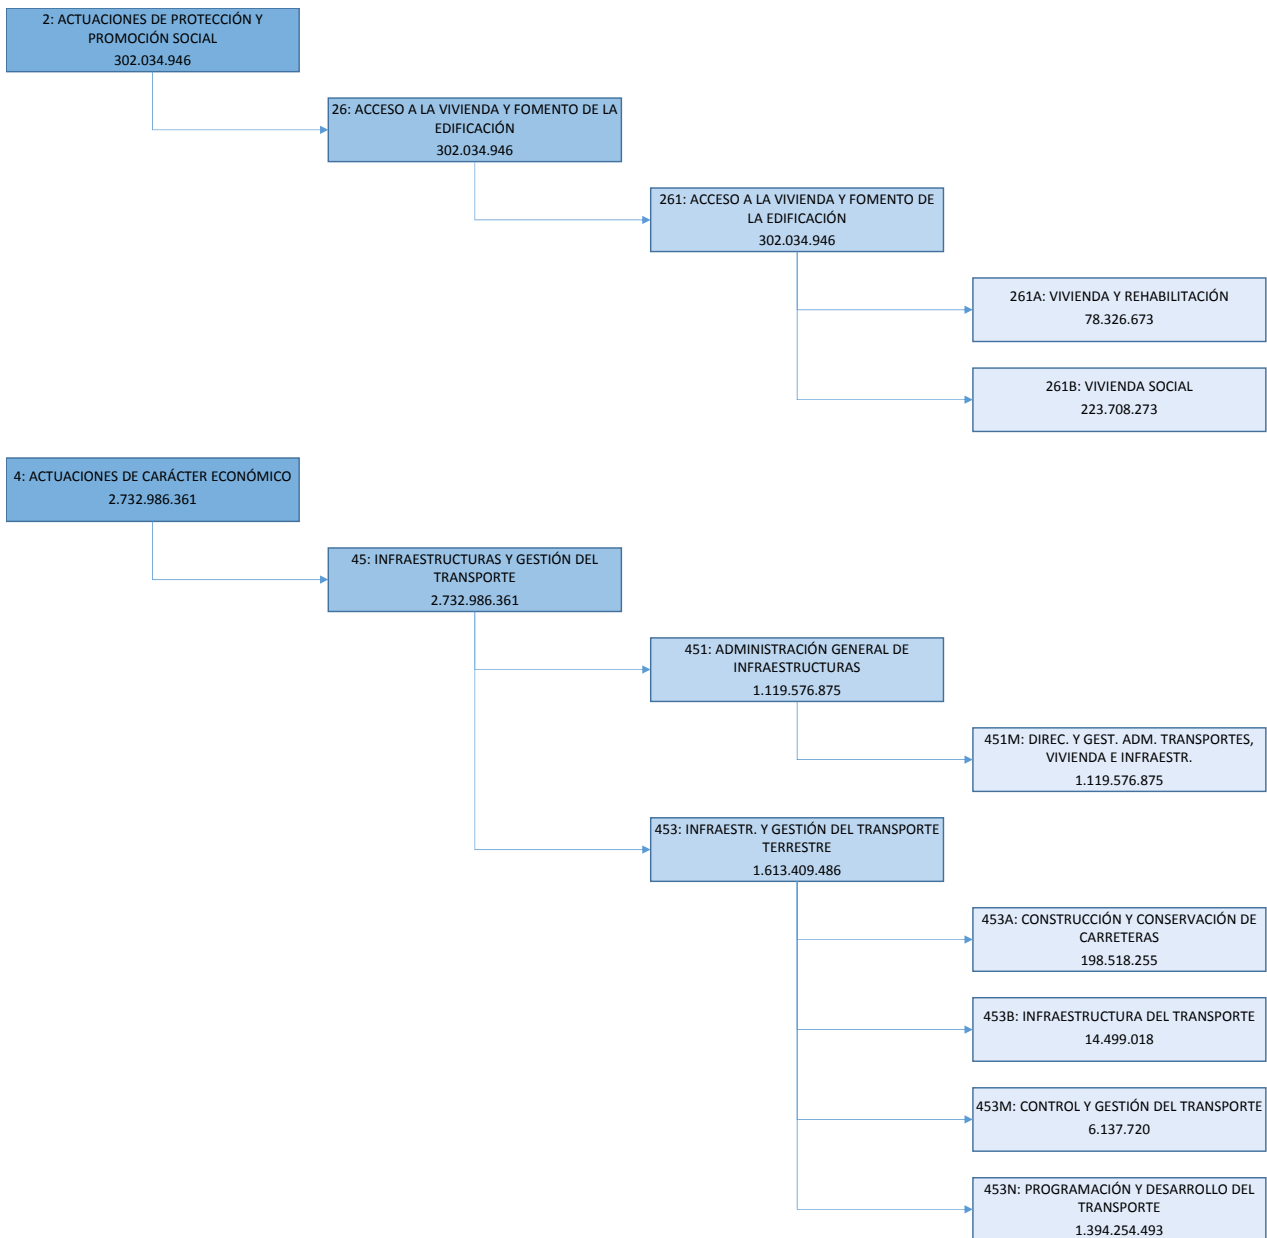 2: ACTUACIONES DE PROTECCIÓN Y
PROMOCIÓN SOCIAL
302.034.946
26: ACCESO A LA VIVIENDA Y FOMENTO DE LA
EDIFICACIÓN
302.034.946
261: ACCESO A LA VIVIENDA Y FOMENTO DE
LA EDIFICACIÓN
302.034.946
261A: VIVIENDA Y REHABILITACIÓN
78.326.673
261B: VIVIENDA SOCIAL
223.708.273
4: ACTUACIONES DE CARÁCTER ECONÓMICO
2.732.986.361
45: INFRAESTRUCTURAS Y GESTIÓN DEL
TRANSPORTE
2.732.986.361
451: ADMINISTRACIÓN GENERAL DE
INFRAESTRUCTURAS
1.119.576.875
451M: DIREC. Y GEST. ADM. TRANSPORTES,
VIVIENDA E INFRAESTR.
1.119.576.875
453: INFRAESTR. Y GESTIÓN DEL TRANSPORTE
TERRESTRE
1.613.409.486
453A: CONSTRUCCIÓN Y CONSERVACIÓN DE
CARRETERAS
198.518.255
453B: INFRAESTRUCTURA DEL TRANSPORTE
14.499.018
453M: CONTROL Y GESTIÓN DEL TRANSPORTE
6.137.720
453N: PROGRAMACIÓN Y DESARROLLO DEL
TRANSPORTE
1.394.254.493